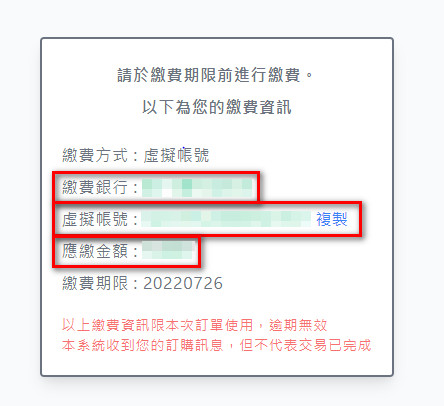 請於繳費期限前進行繳費。
以下為您的繳費資訊
繳費方式：虛擬帳號
繳費銀行：
虛擬帳號： 複製
應繳金額：
繳費期限：20220726
以上繳費資訊限本次訂單使用，逾期無效
本系統收到您的訂購訊息，但不代表交易已完成